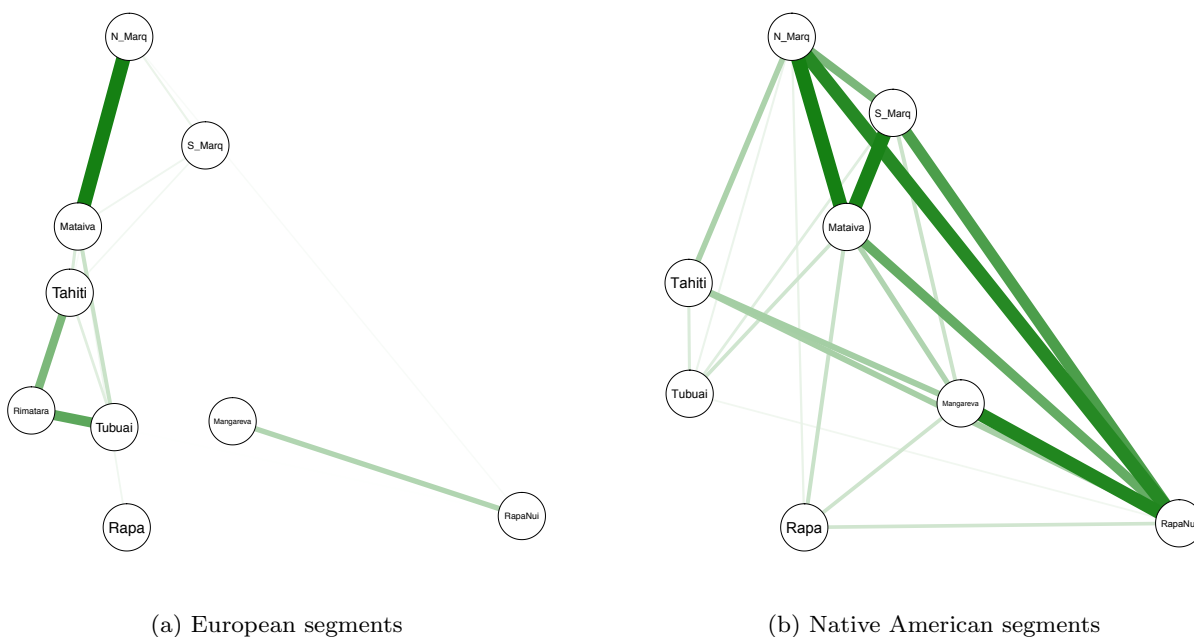 N_Marq
S_Marq
Mataiva
Tahiti
Rimatara
Tubuai
Mangareva
Rapa
RapaNui
(a) European segments
N_Marq
S_Marq
Mataiva
Tahiti
Tubuai
Mangareva
Rapa
RapaNui
(b) Native American segments